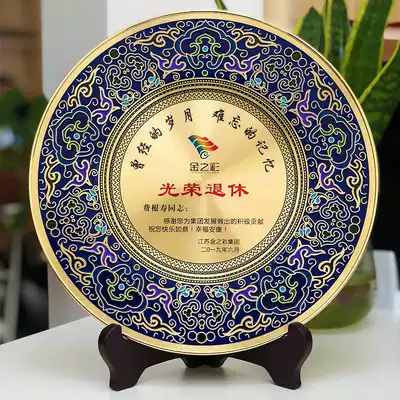 曾经的岁月 难忘的记忆
金之彩
光荣退休
费根寿同志：
感谢您为集团发展做出的积极贡献
祝您快乐如意！幸福安康！
江苏金之彩集团
二〇一九年六月